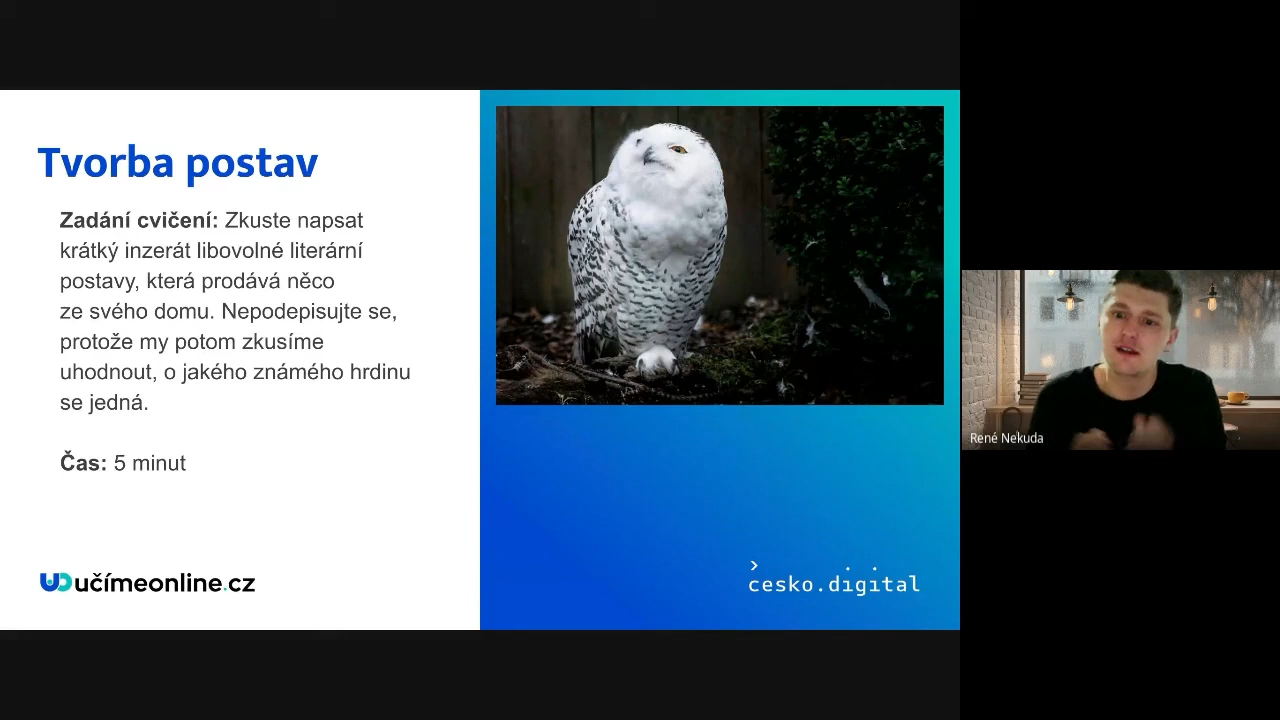 Tvorba postav
Zadání cvičení: Zkuste napsat
krátký inzerát libovolné literární
postavy, která prodává něco
ze svého domu. Nepodepisujte se,
protože my potom zkusíme
uhodnout, o jakého známého hrdinu
se jedná.
Čas: 5 minut
učímeonline.cz
česko.digital
René Nekuda